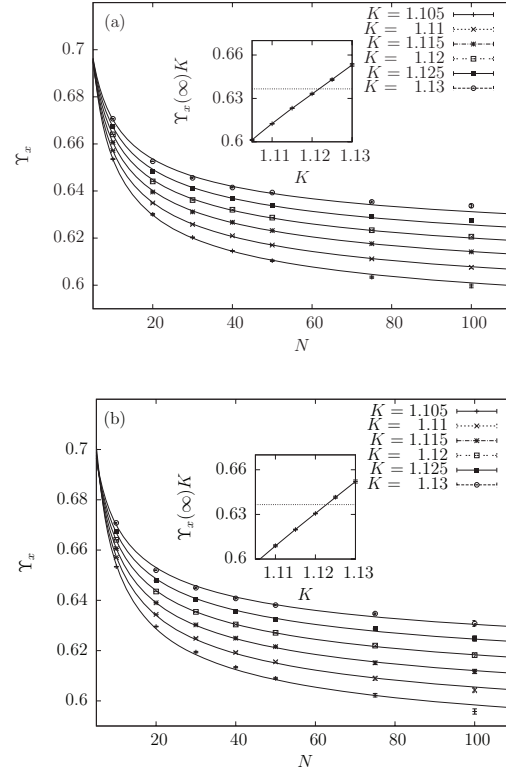 (a)
K = 1.105
K = 1.11
K = 1.115
K = 1.12
K = 1.125
K = 1.13
0.7
0.68
0.66
0.64
0.62
0.6
Υx
20 40 60 80 100
N
0.66
0.63
0.6
Υx(∞)K
1.11 1.12 1.13
K
(b)
K = 1.105
K = 1.11
K = 1.115
K = 1.12
K = 1.125
K = 1.13
0.7
0.68
0.66
0.64
0.62
0.6
Υx
20 40 60 80 100
N
0.66
0.63
0.6
Υx(∞)K
1.11 1.12 1.13
K